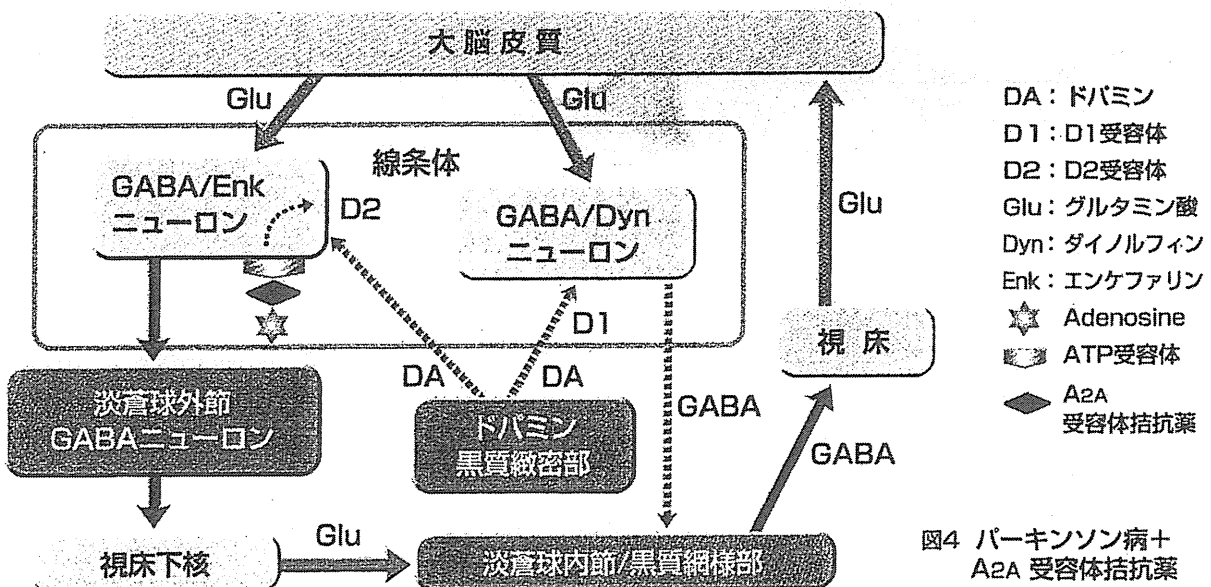 大脳皮質
Glu
Glu
線条体
GABA/Enk
ニューロン
D2
GABA/Dyn
ニューロン
D1
DA
DA
GABA
淡蒼球外節
GABAニューロン
ドパミン
黒質緻密部
視床下核
Glu
淡蒼球内節/黒質網様部
GABA
視床
Glu
DA：ドパミン
D1：D1受容体
D2：D2受容体
Glu：グルタミン酸
Dyn：ダイノルフィン
Enk：エンケファリン
Adenosine
ATP受容体
A2A
受容体拮抗薬
図4 パーキンソン病＋
A2A 受容体拮抗薬